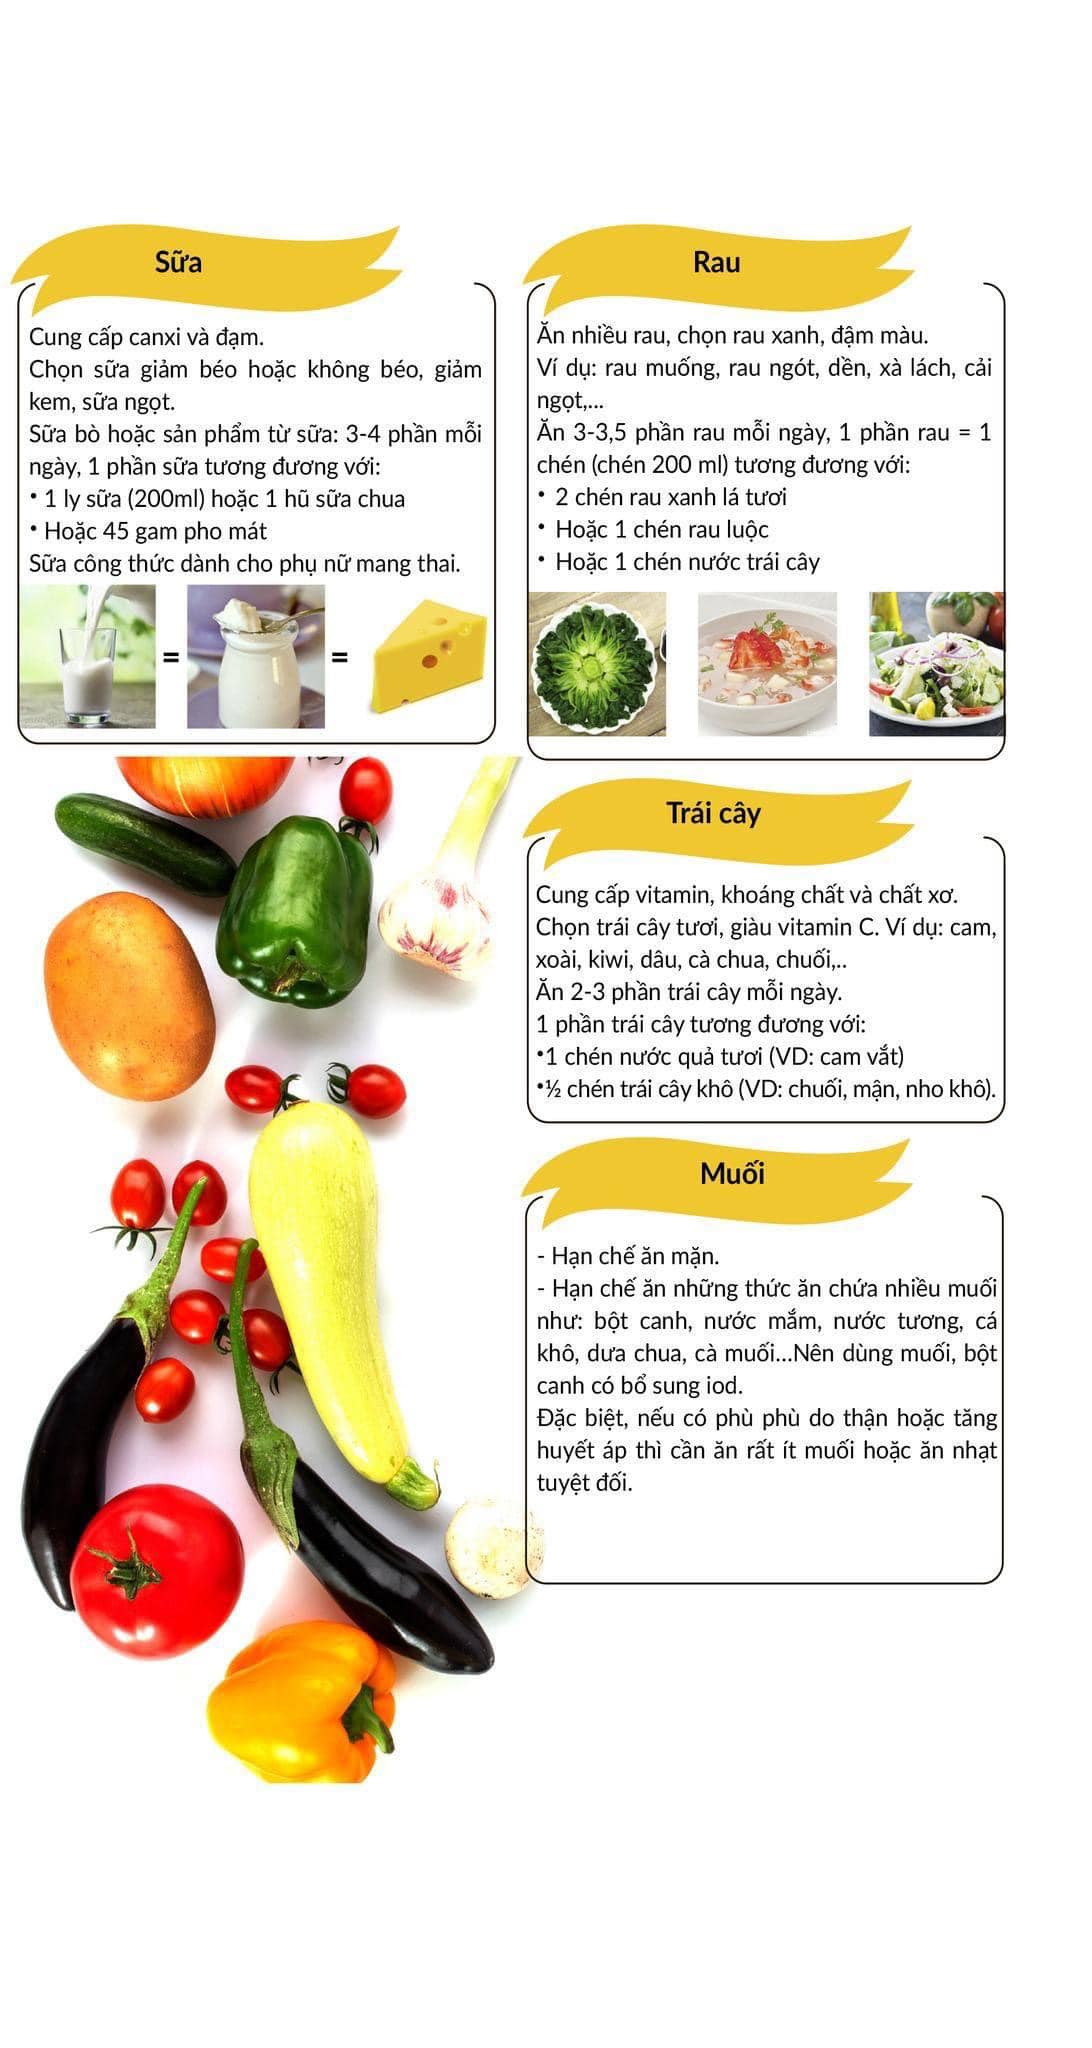 Sữa
Cung cấp canxi và đạm.
Chọn sữa giảm béo hoặc không béo, giảm
kem, sữa ngọt.
Sữa bò hoặc sản phẩm từ sữa: 3-4 phần mỗi
ngày, 1 phần sữa tương đương với:
• 1 ly sữa (200ml) hoặc 1 hũ sữa chua
• Hoặc 45 gam pho mát
Sữa công thức dành cho phụ nữ mang thai.
= =
Rau
Ăn nhiều rau, chọn rau xanh, đậm màu.
Ví dụ: rau muống, rau ngót, dền, xà lách, cải
ngọt,...
Ăn 3-3,5 phần rau mỗi ngày, 1 phần rau = 1
chén (chén 200 ml) tương đương với:
• 2 chén rau xanh lá tươi
• Hoặc 1 chén rau luộc
• Hoặc 1 chén nước trái cây
Trái cây
Cung cấp vitamin, khoáng chất và chất xơ.
Chọn trái cây tươi, giàu vitamin C. Ví dụ: cam,
xoài, kiwi, dâu, cà chua, chuối,..
Ăn 2-3 phần trái cây mỗi ngày.
1 phần trái cây tương đương với:
•1 chén nước quả tươi (VD: cam vắt)
•½ chén trái cây khô (VD: chuối, mận, nho khô).
Muối
- Hạn chế ăn mặn.
- Hạn chế ăn những thức ăn chứa nhiều muối
như: bột canh, nước mắm, nước tương, cá
khô, dưa chua, cà muối...Nên dùng muối, bột
canh có bổ sung iod.
Đặc biệt, nếu có phù phù do thận hoặc tăng
huyết áp thì cần ăn rất ít muối hoặc ăn nhạt
tuyệt đối.